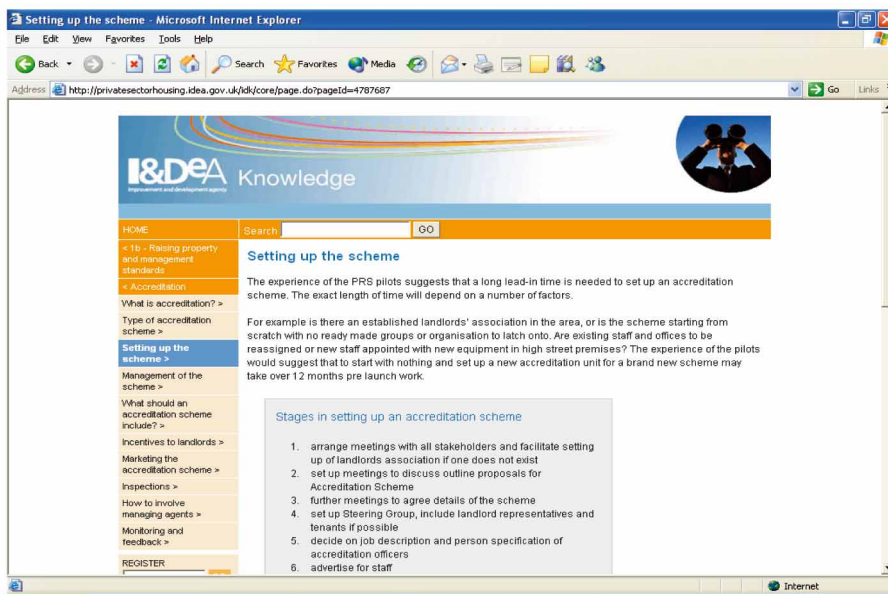 Setting up the scheme - Microsoft Internet Explorer
File Edit View Favorites Tools Help
Back Search Favorites Media
Address http://privatesectorhousing.idea.gov.uk/idk/core/page.do?pageId=4787687 Go Links
I&DeA Knowledge
improvement and development agency
HOME
Search GO
< 1b - Raising property
and management
standards
< Accreditation
What is accreditation? >
Type of accreditation
scheme >
Setting up the
scheme >
Management of the
scheme >
What should an
accreditation scheme
include? >
Incentives to landlords >
Marketing the
accreditation scheme >
Inspections >
How to involve
managing agents >
Monitoring and
feedback >
REGISTER
Setting up the scheme
The experience of the PRS pilots suggests that a long lead-in time is needed to set up an accreditation
scheme. The exact length of time will depend on a number of factors.
For example is there an established landlords' association in the area, or is the scheme starting from
scratch with no ready made groups or organisation to latch onto. Are existing staff and offices to be
reassigned or new staff appointed with new equipment in high street premises? The experience of the pilots
would suggest that to start with nothing and set up a new accreditation unit for a brand new scheme may
take over 12 months pre launch work.
Stages in setting up an accreditation scheme
1. arrange meetings with all stakeholders and facilitate setting
up of landlords association if one does not exist
2. set up meetings to discuss outline proposals for
Accreditation Scheme
3. further meetings to agree details of the scheme
4. set up Steering Group, include landlord representatives and
tenants if possible
5. decide on job description and person specification of
accreditation officers
6. advertise for staff
Internet